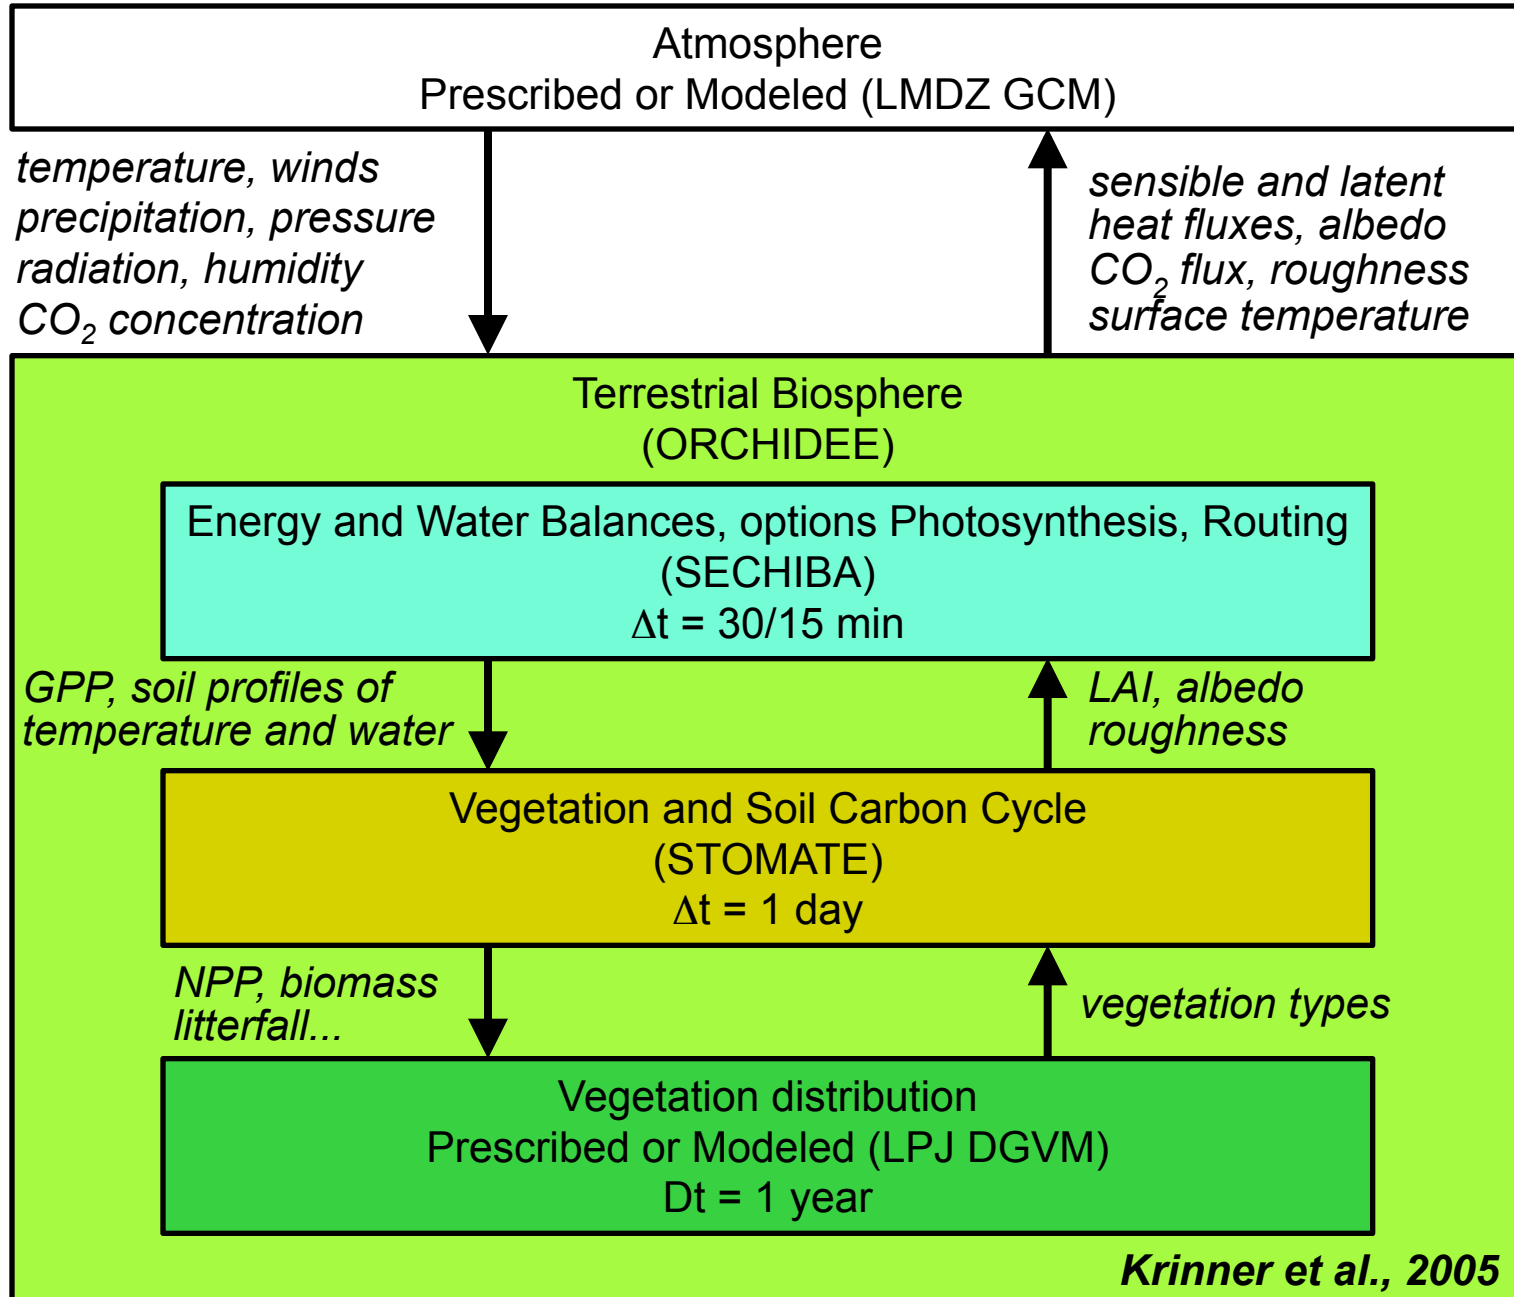 Atmosphere
Prescribed or Modeled (LMDZ GCM)
temperature, winds
precipitation, pressure
radiation, humidity
CO₂ concentration
sensible and latent
heat fluxes, albedo
CO₂ flux, roughness
surface temperature
Terrestrial Biosphere
(ORCHIDEE)
Energy and Water Balances, options Photosynthesis, Routing
(SECHIBA)
Δt = 30/15 min
GPP, soil profiles of
temperature and water
LAI, albedo
roughness
Vegetation and Soil Carbon Cycle
(STOMATE)
Δt = 1 day
NPP, biomass
litterfall...
vegetation types
Vegetation distribution
Prescribed or Modeled (LPJ DGVM)
Dt = 1 year
Krinner et al., 2005